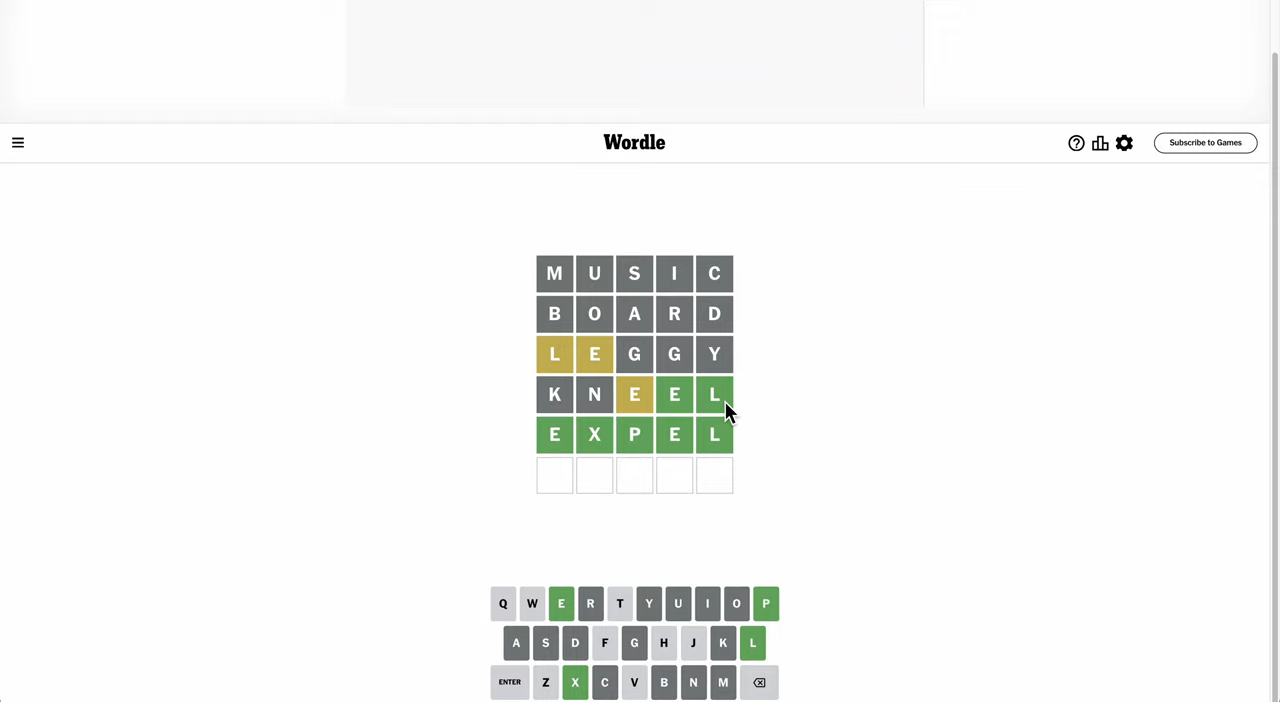 Wordle
Subscribe to Games
M U S I C
B O A R D
L E G G Y
K N E E L
E X P E L
Q W E R T Y U I O P
A S D F G H J K L
ENTER Z X C V B N M